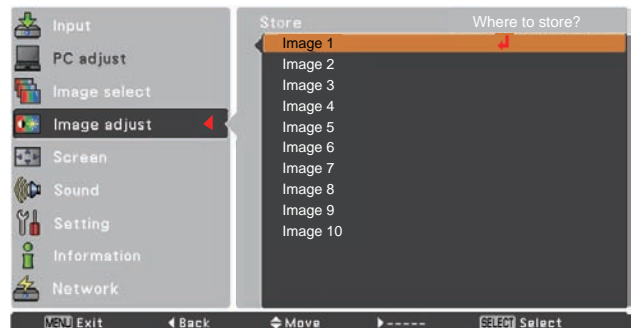 Input
PC adjust
Image select
Image adjust
Screen
Sound
Setting
Information
Network
Store Where to store?
Image 1
Image 2
Image 3
Image 4
Image 5
Image 6
Image 7
Image 8
Image 9
Image 10
MENU Exit Back Move ----- SELECT Select